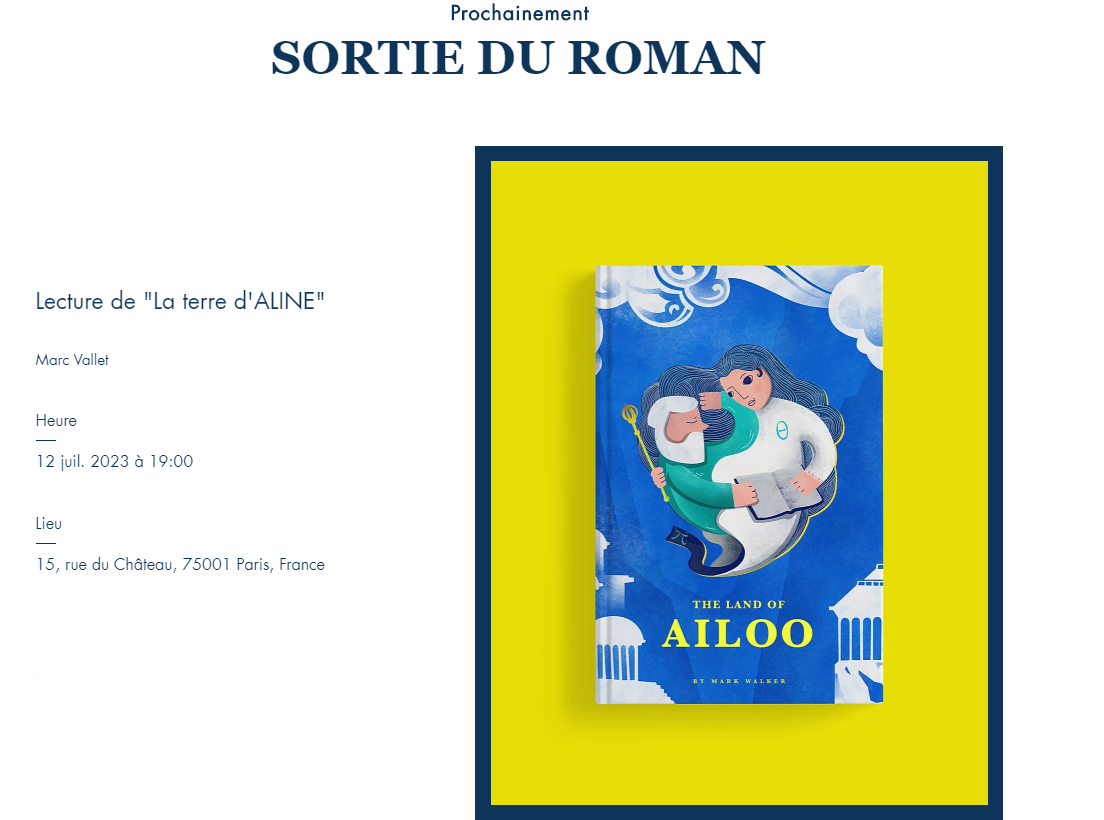 Prochainement
SORTIE DU ROMAN
Lecture de "La terre d'ALINE"
Marc Vallet
Heure
12 juil. 2023 à 19:00
Lieu
15, rue du Château, 75001 Paris, France
THE LAND OF
AILOO
BY MARK WALKER